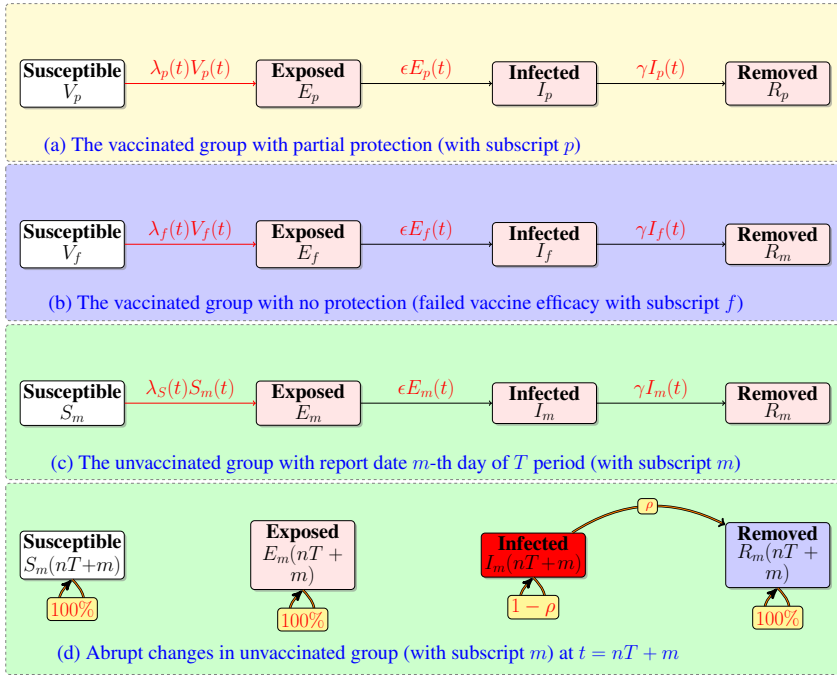 λ_p(t)V_p(t) ϵE_p(t) γI_p(t)
Susceptible Exposed Infected Removed
V_p E_p I_p R_p
(a) The vaccinated group with partial protection (with subscript p)
λ_f(t)V_f(t) ϵE_f(t) γI_f(t)
Susceptible Exposed Infected Removed
V_f E_f I_f R_m
(b) The vaccinated group with no protection (failed vaccine efficacy with subscript f)
λ_S(t)S_m(t) ϵE_m(t) γI_m(t)
Susceptible Exposed Infected Removed
S_m E_m I_m R_m
(c) The unvaccinated group with report date m-th day of T period (with subscript m)
ρ
Susceptible Exposed Infected Removed
S_m(nT+m) E_m(nT + I_m(nT+m) R_m(nT +
m) m)
100% 100% 1 − ρ 100%
(d) Abrupt changes in unvaccinated group (with subscript m) at t = nT + m